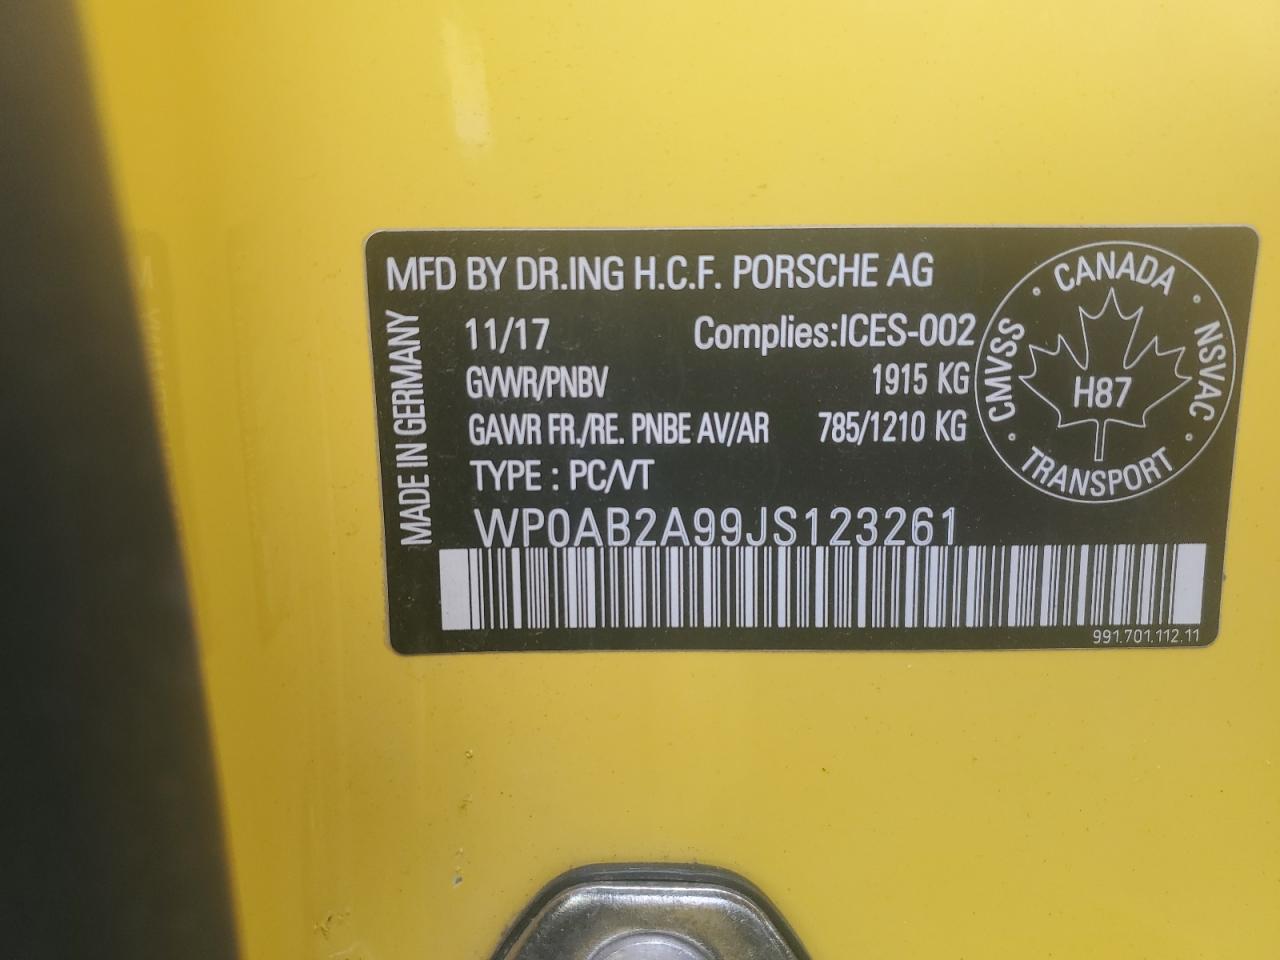 MFD BY DR.ING H.C.F. PORSCHE AG
MADE IN GERMANY
11/17 Complies:ICES-002
GVWR/PNBV 1915 KG
GAWR FR./RE. PNBE AV/AR 785/1210 KG
TYPE : PC/VT
WP0AB2A99JS123261
991.701.112.11
CANADA
CMVSS
NSVAC
H87
TRANSPORT